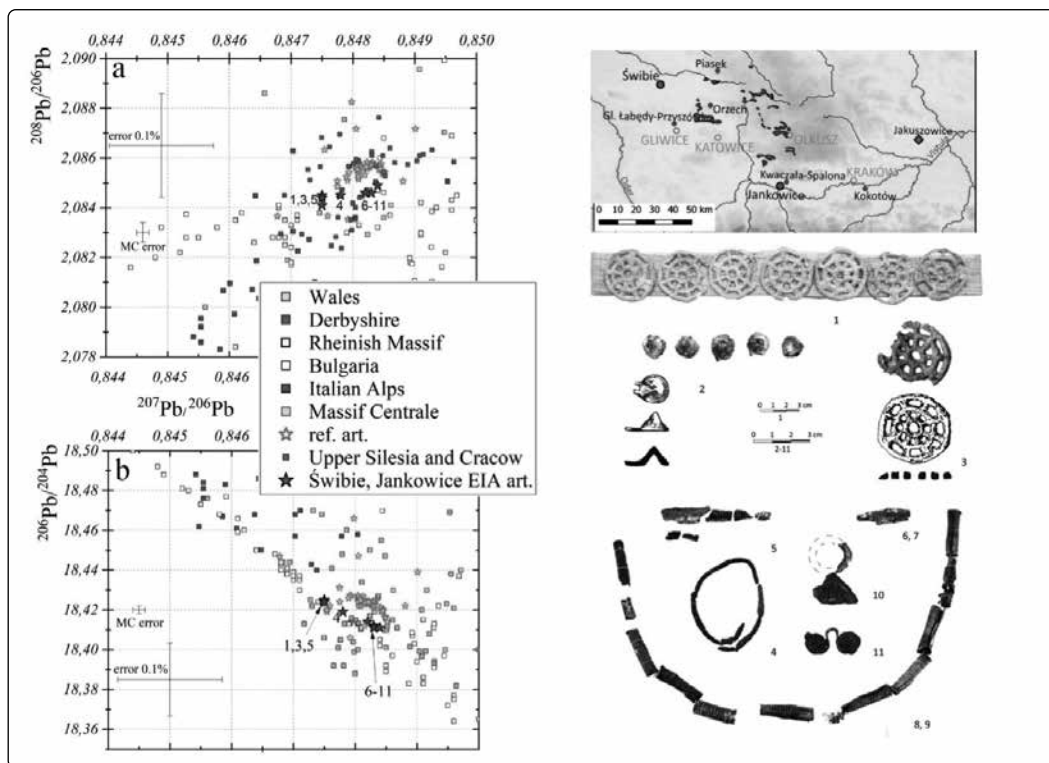 0,844 0,845 0,846 0,847 0,848 0,849 0,850
2,090
2,088
2,086
2,084
2,082
2,080
2,078
208Pb/206Pb
a
error 0.1%
MC error
1,3,5
4
6-11
0,844 0,845 0,846
207Pb/206Pb
0,844 0,845 0,846
Wales
Derbyshire
Rheinish Massif
Bulgaria
Italian Alps
Massif Centrale
ref. art.
Upper Silesia and Cracow
Świbie, Jankowice EIA art.
18,50
18,48
18,46
18,44
18,42
18,40
18,38
18,36
206Pb/204Pb
b
MC error
error 0.1%
1,3,5
4
6-11
Piasek
Świbie
Orzech
Gl. Łabędy-Przyszówka
GLIWICE
KATOWICE
OLKUSZ
Jakuszowice
Vistula
Oder
Kwaczała-Spalona
KRAKÓW
Jankowice
Kokotów
0 10 20 30 40 50 km
1
2
0 1 2 3 cm
1
0 1 2 3 cm
2-11
3
5
6, 7
10
4
11
8, 9